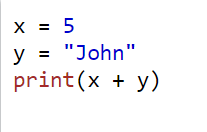 x = 5
y = "John"
print(x + y)